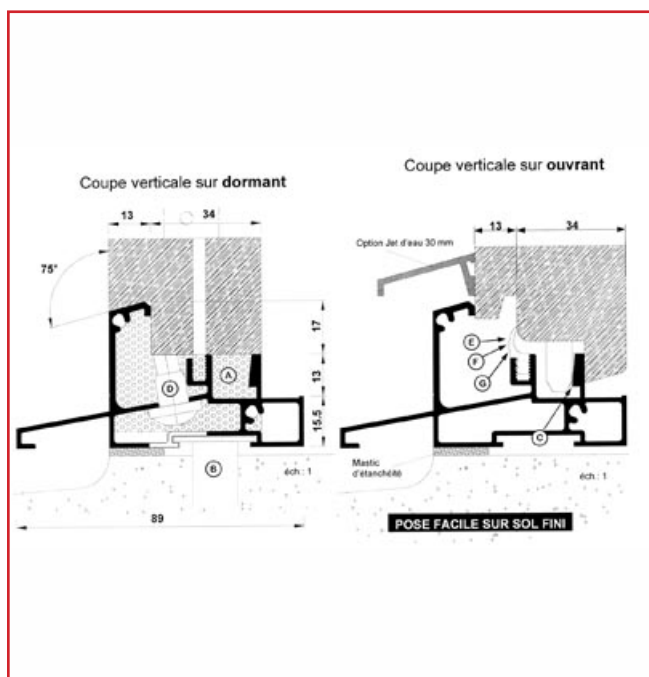 Coupe verticale sur dormant
13
34
75°
17
13
15.5
D
A
B
éch.: 1
89
Coupe verticale sur ouvrant
13
34
Option Jet d'eau 30 mm
E
F
G
C
Mastic
d'étanchéité
éch.: 1
POSE FACILE SUR SOL FINI